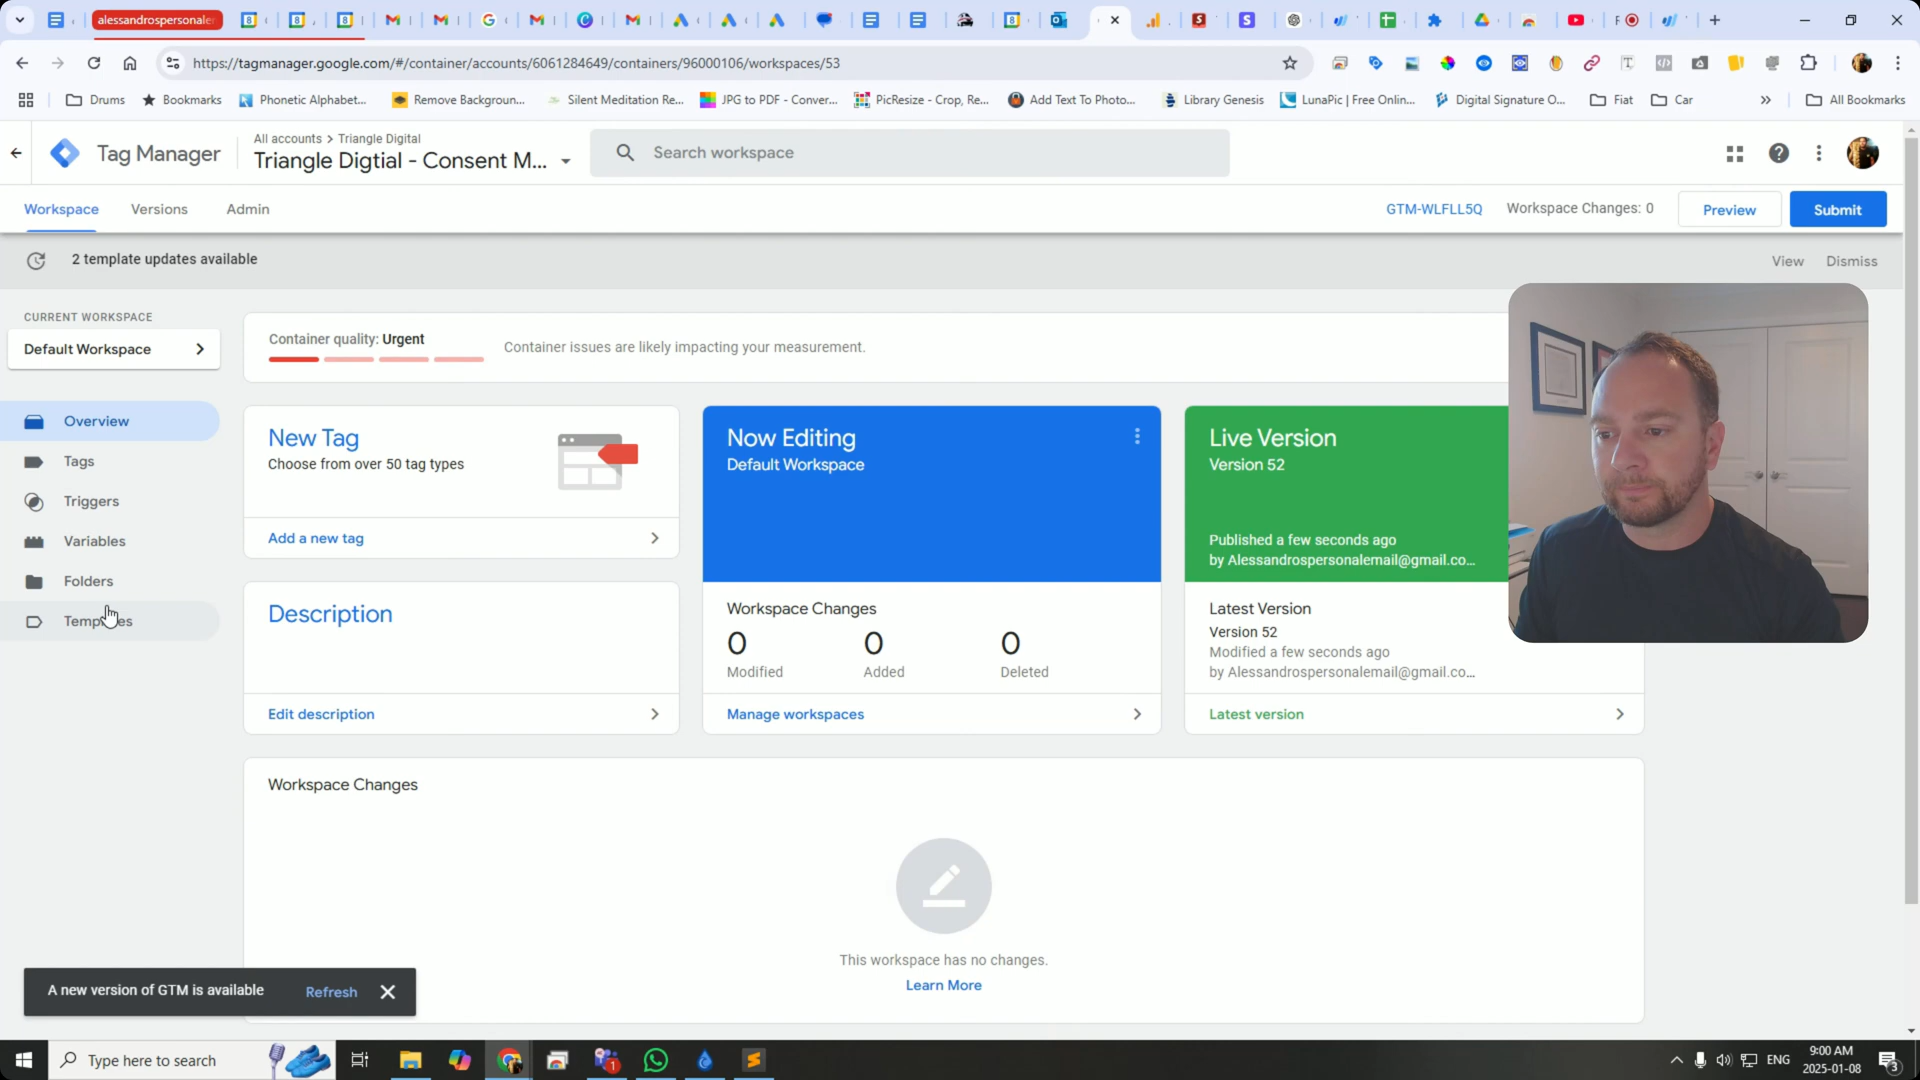 alessandrospersonaler
https://tagmanager.google.com/#/container/accounts/6061284649/containers/96000106/workspaces/53
Drums
Bookmarks
Phonetic Alphabet...
Remove Backgroun...
Silent Meditation Re...
JPG to PDF - Conver...
PicResize - Crop, Re...
Add Text To Photo...
Library Genesis
LunaPic | Free Onlin...
Digital Signature O...
Fiat
Car
All Bookmarks
Tag Manager
All accounts > Triangle Digital
Triangle Digtial - Consent M...
Search workspace
Workspace
Versions
Admin
GTM-WLFLL5Q
Workspace Changes: 0
Preview
Submit
2 template updates available
View
Dismiss
CURRENT WORKSPACE
Default Workspace
Container quality: Urgent
Container issues are likely impacting your measurement.
Overview
Tags
Triggers
Variables
Folders
New Tag
Choose from over 50 tag types
Add a new tag
Now Editing
Default Workspace
Live Version
Version 52
Published a few seconds ago
by Alessandrospersonalemail@gmail.co...
Description
Edit description
Workspace Changes
0
0
0
Modified
Added
Deleted
Manage workspaces
Latest Version
Version 52
Modified a few seconds ago
by Alessandrospersonalemail@gmail.co...
Latest version
Workspace Changes
This workspace has no changes.
Learn More
A new version of GTM is available
Refresh
Type here to search
ENG
9:00 AM
2025-01-08